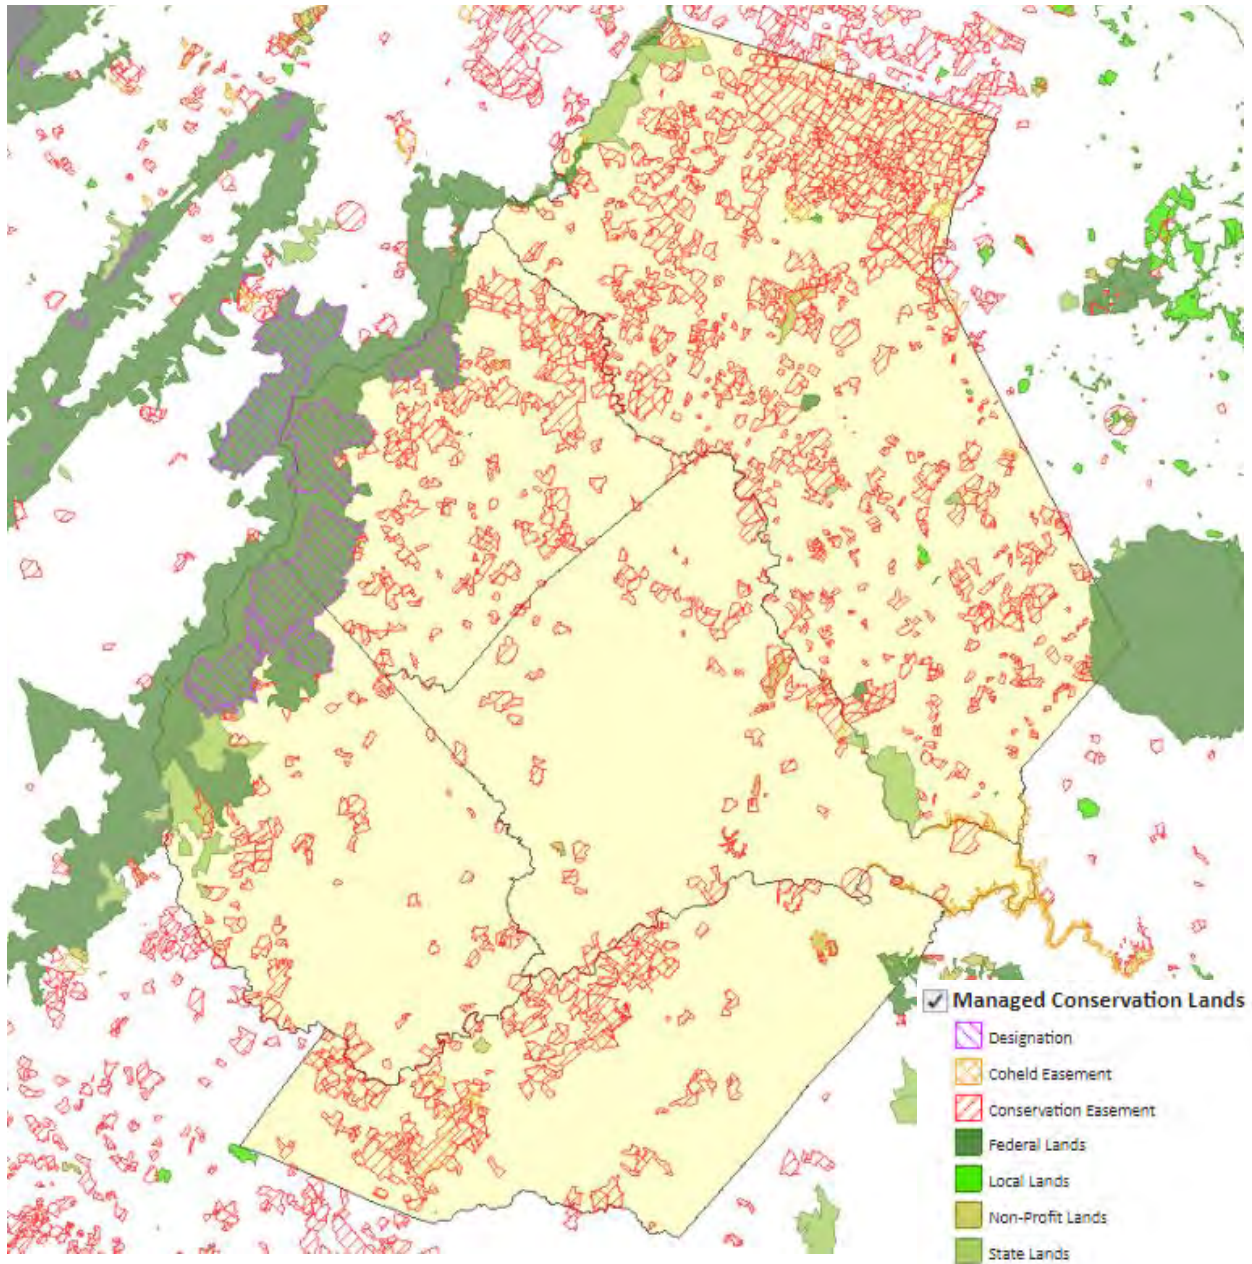 Managed Conservation Lands
Designation
Coheld Easement
Conservation Easement
Federal Lands
Local Lands
Non-Profit Lands
State Lands